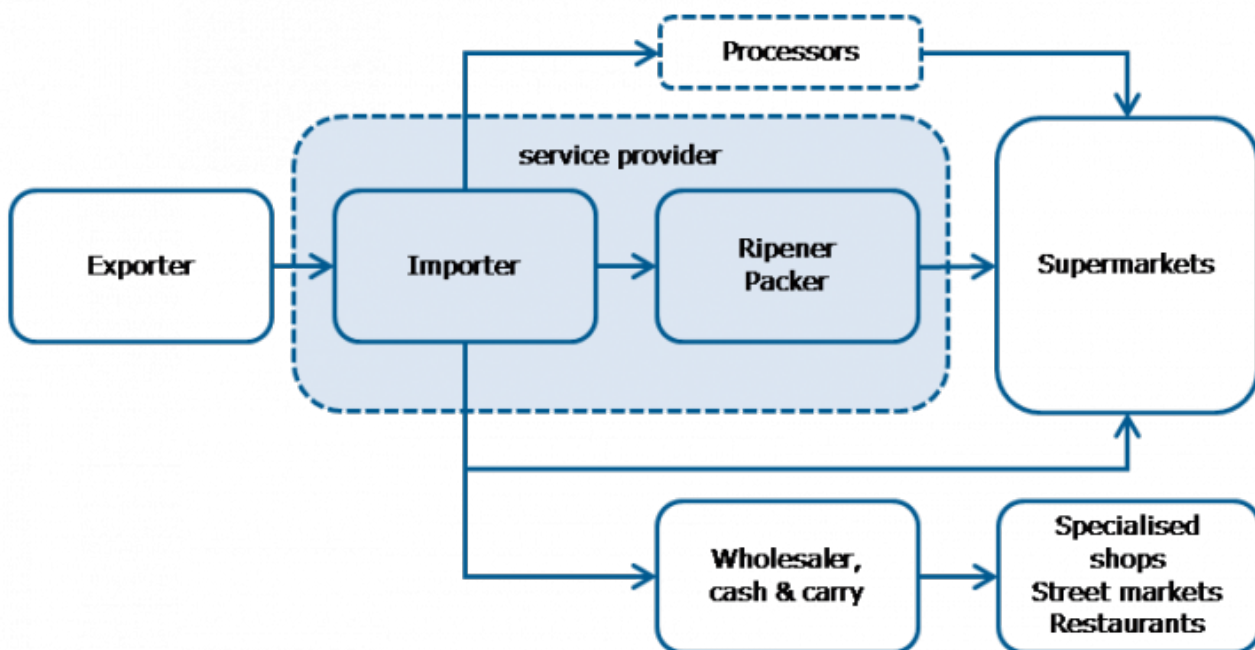 Processors
service provider
Exporter
Importer
Ripener
Packer
Supermarkets
Wholesaler,
cash & carry
Specialised
shops
Street markets
Restaurants